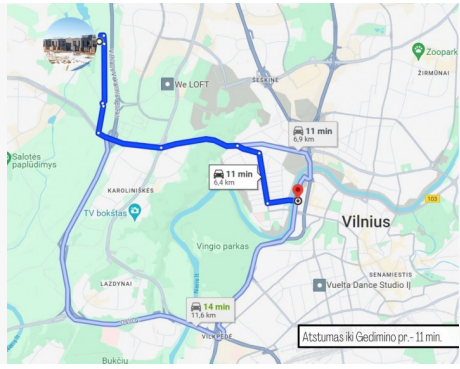 Zoopark
ŽIRMŪNAI
We LOFT
ŠEŠKINĖ
11 min
6,9 km
Salotės
paplūdimys
11 min
6,4 km
KAROLINIŠKĖS
TV bokštas
103
Vilnius
Vingio parkas
SENAMIESTIS
LAZDYNAI
Vuelta Dance Studio
14 min
11,6 km
Atstumas iki Gedimino pr.- 11 min.
VILKPĖDĖ
Bukčiu